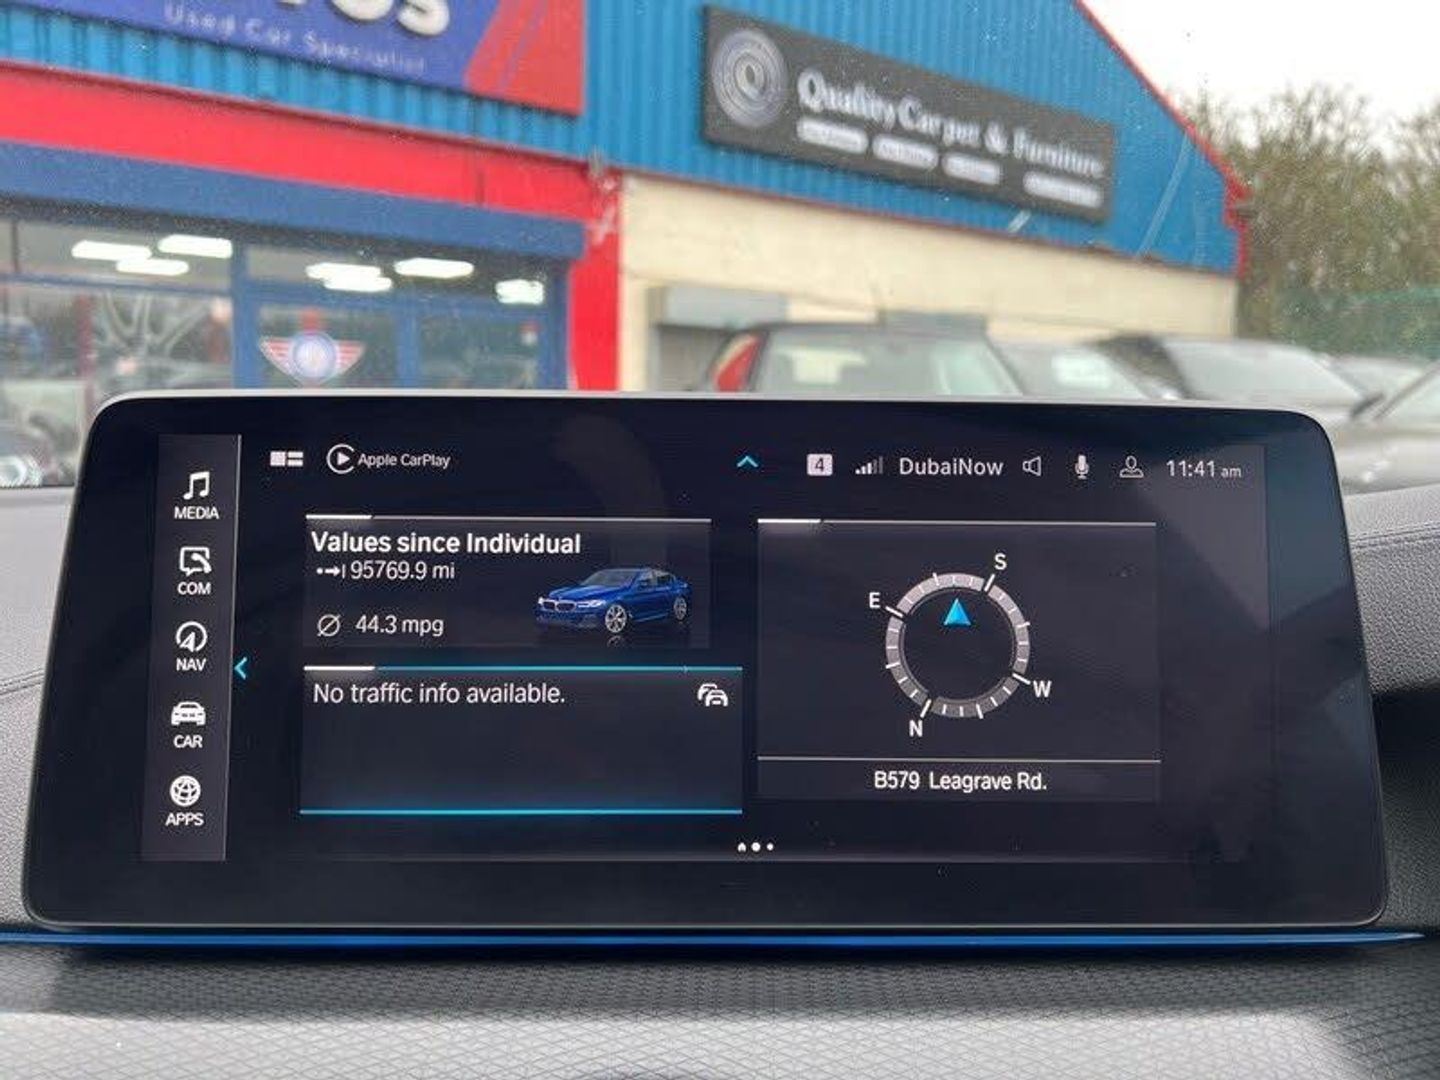 Used Car Specialist
Quality Carpet & Furniture
MEDIA
COM
NAV
CAR
APPS
Apple CarPlay
4
DubaiNow
11:41 am
Values since Individual
95769.9 mi
44.3 mpg
No traffic info available.
S
E
W
N
B579 Leagrave Rd.